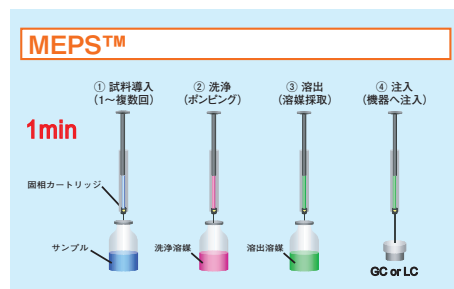 MEPS™
① 試料導入
(1～複数回)
② 洗浄
(ポンピング)
③ 溶出
(溶媒採取)
④ 注入
(機器へ注入)
1min
固相カートリッジ
サンプル
洗浄溶媒
溶出溶媒
GC or LC